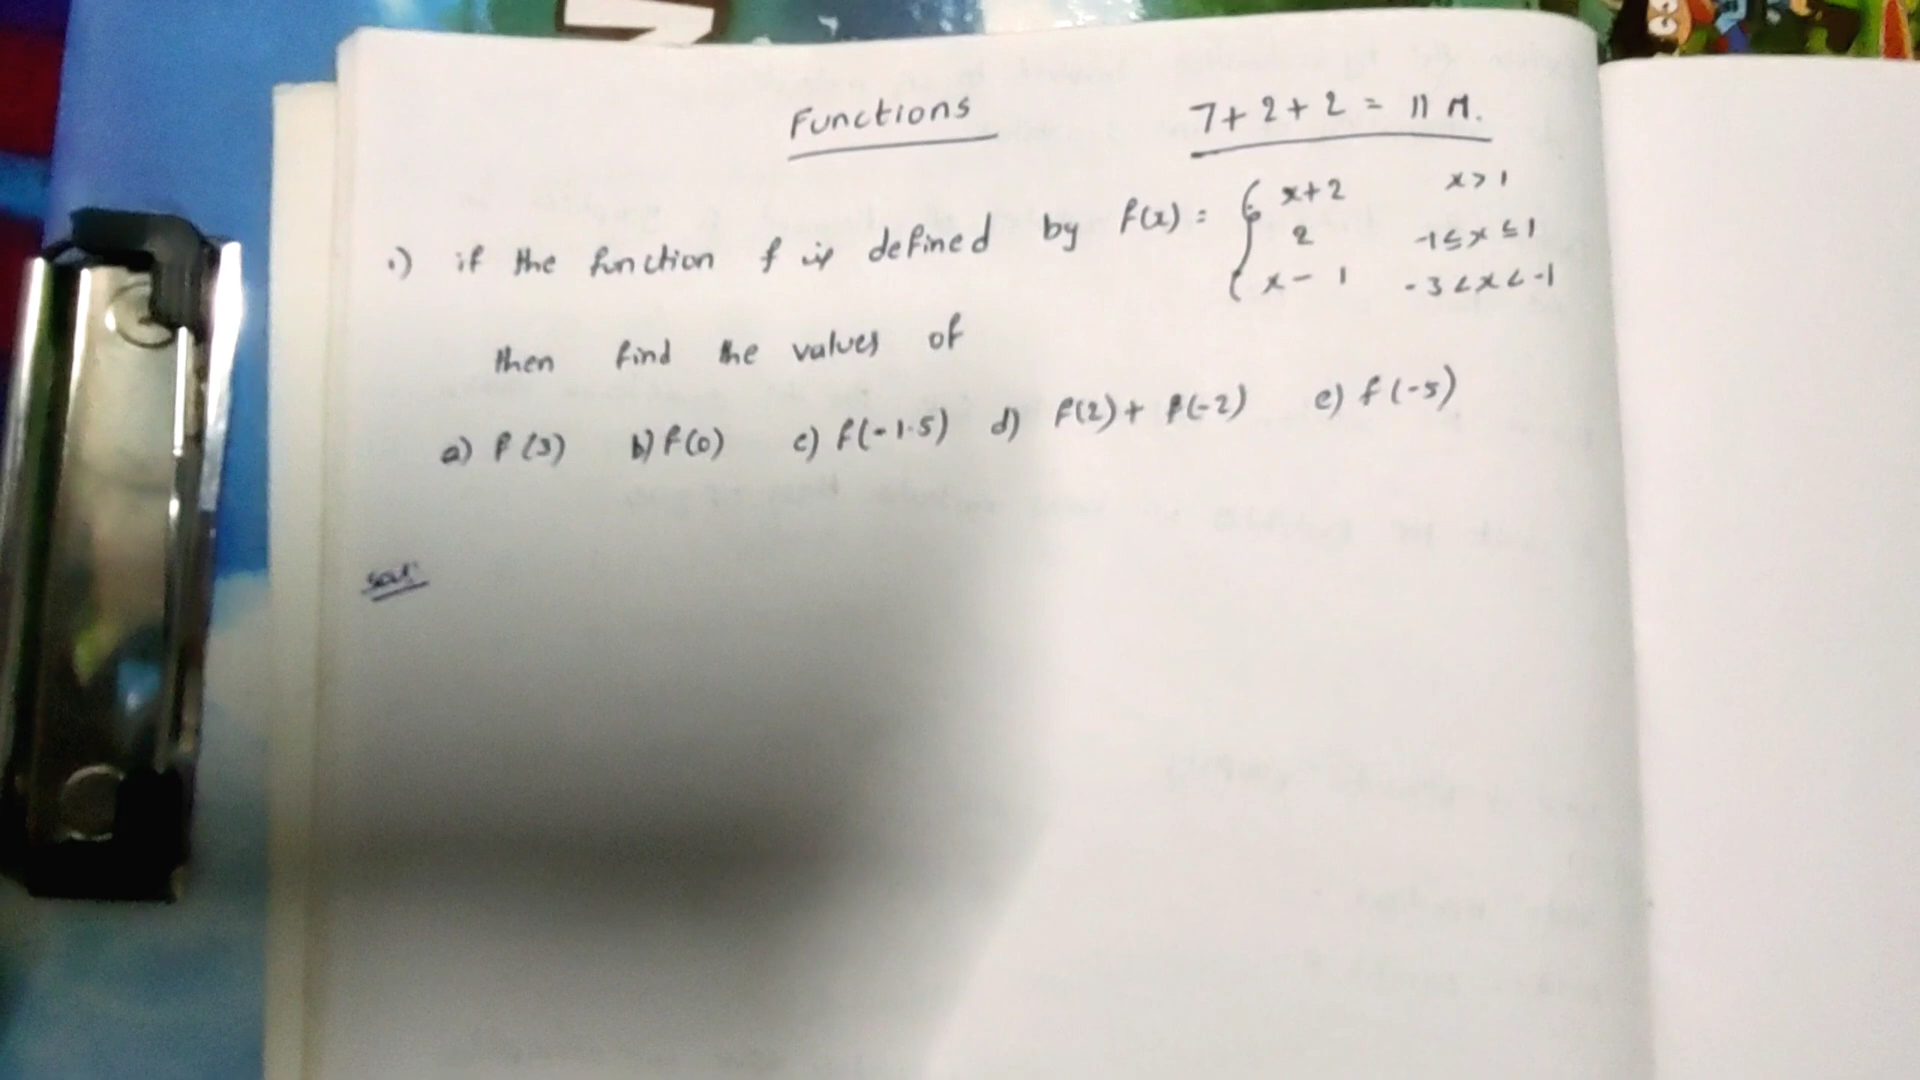 Functions 7+2+2 = 11 M.
1) if the function f is defined by f(x) = { x+2 x>1
2 -1≤x≤1
x-1 -3<x<-1
then find the values of
a) f(3) b) f(0) c) f(-1.5) d) f(2)+ f(-2) e) f(-5)
Sol: